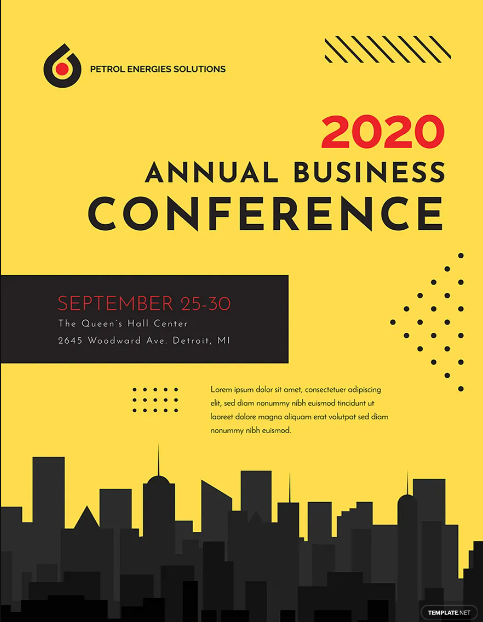 PETROL ENERGIES SOLUTIONS
2020
ANNUAL BUSINESS
CONFERENCE
SEPTEMBER 25-30
The Queen's Hall Center
2645 Woodward Ave. Detroit, MI
Lorem ipsum dolor sit amet, consectetuer adipiscing
elit, sed diam nonummy nibh euismod tincidunt ut
laoreet dolore magna aliquam erat volutpat sed diam
nonummy nibh euismod.
TEMPLATE.NET